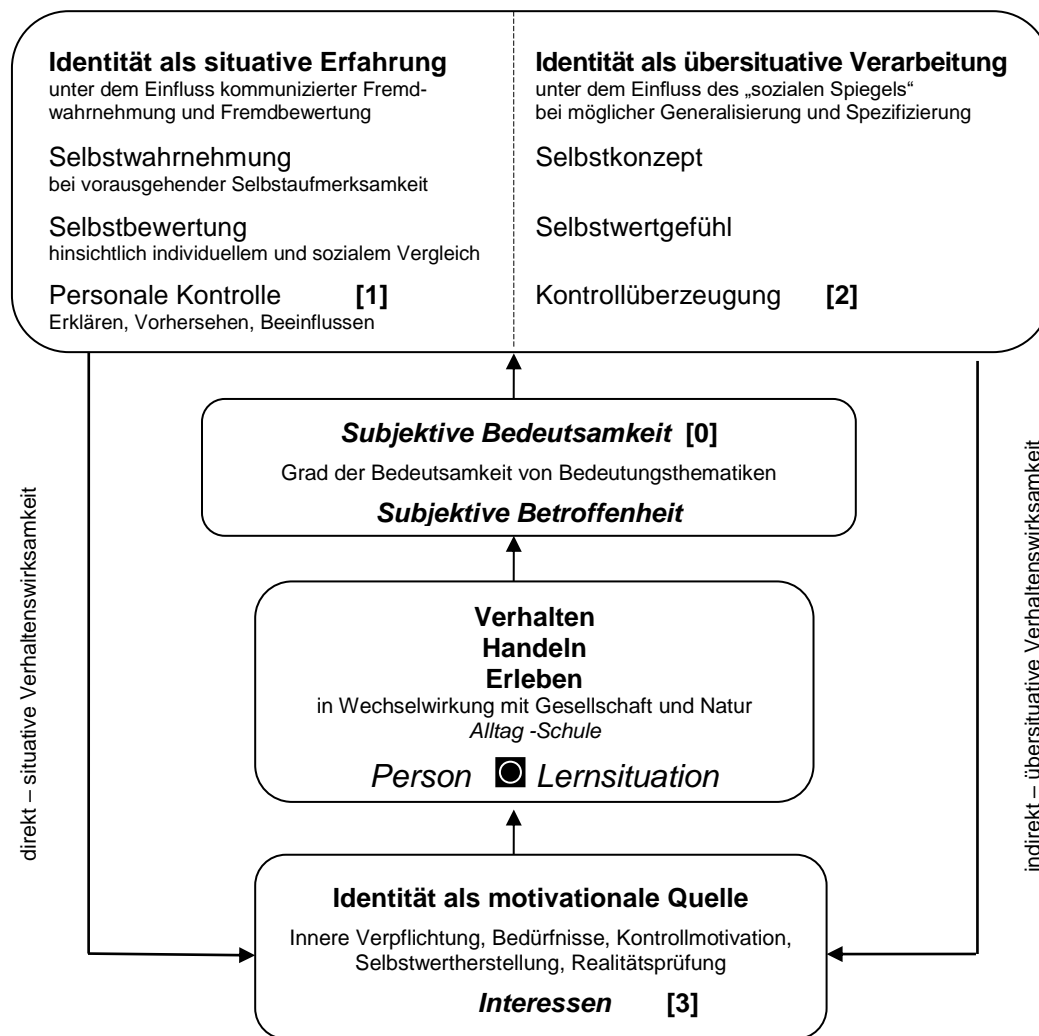 Identität als situative Erfahrung
unter dem Einfluss kommunizierter Fremd-
wahrnehmung und Fremdbewertung
Selbstwahrnehmung
bei vorausgehender Selbstaufmerksamkeit
Selbstbewertung
hinsichtlich individuellem und sozialem Vergleich
Personale Kontrolle [1]
Erklären, Vorhersehen, Beeinflussen
Identität als übersituative Verarbeitung
unter dem Einfluss des „sozialen Spiegels“
bei möglicher Generalisierung und Spezifizierung
Selbstkonzept
Selbstwertgefühl
Kontrollüberzeugung [2]
Subjektive Bedeutsamkeit [0]
Grad der Bedeutsamkeit von Bedeutungsthematiken
Subjektive Betroffenheit
direkt – situative Verhaltenswirksamkeit
indirekt – übersituative Verhaltenswirksamkeit
Verhalten
Handeln
Erleben
in Wechselwirkung mit Gesellschaft und Natur
Alltag -Schule
Person Lernsituation
Identität als motivationale Quelle
Innere Verpflichtung, Bedürfnisse, Kontrollmotivation,
Selbstwertherstellung, Realitätsprüfung
Interessen [3]